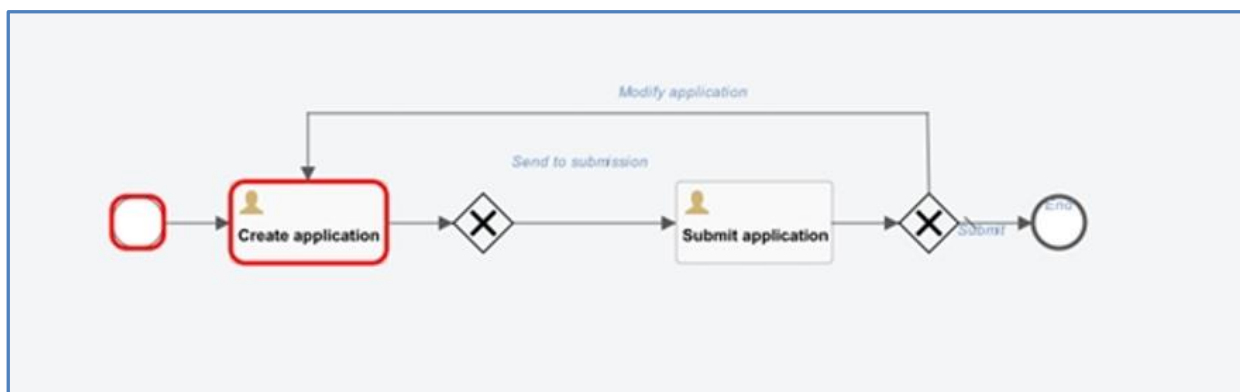 Modify application
Send to submission
Create application
Submit application
Submit
End